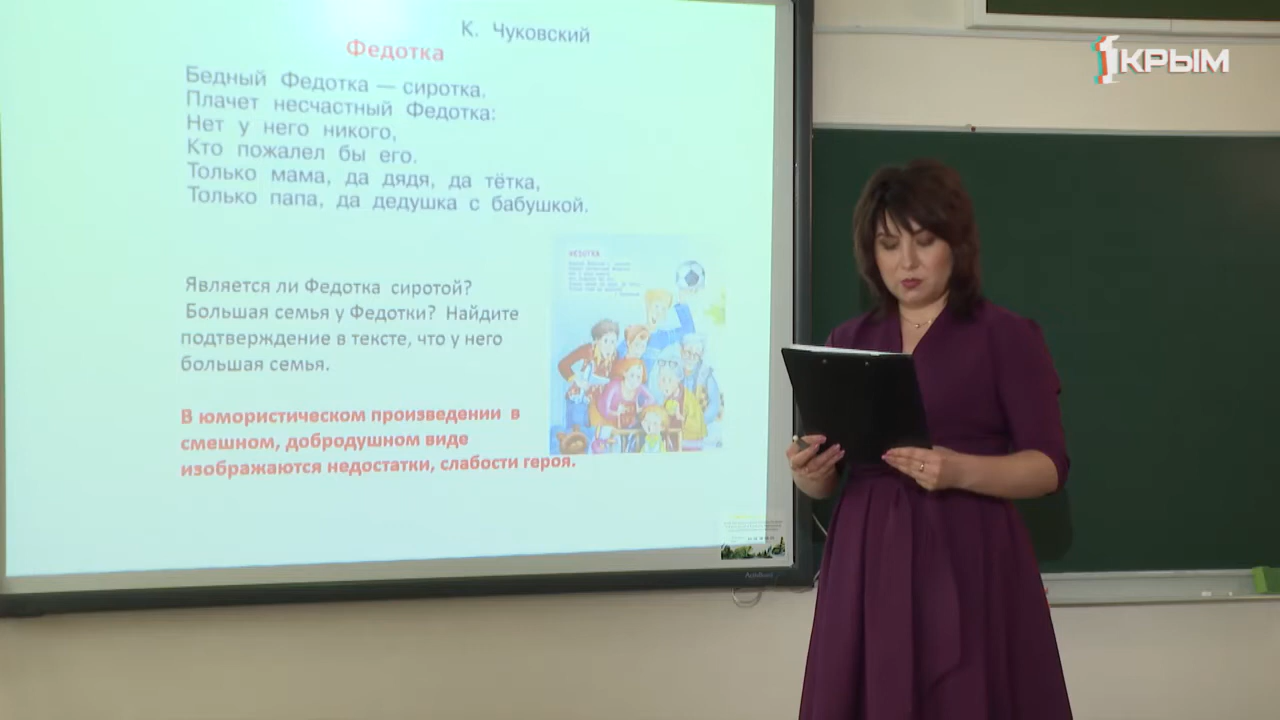 К. Чуковский
Федотка
Бедный Федотка — сиротка.
Плачет несчастный Федотка:
Нет у него никого,
Кто пожалел бы его.
Только мама, да дядя, да тётка,
Только папа, да дедушка с бабушкой.
Является ли Федотка сиротой?
Большая семья у Федотки? Найдите
подтверждение в тексте, что у него
большая семья.
В юмористическом произведении в
смешном, добродушном виде
изображаются недостатки, слабости героя.
ФЕДОТКА
1КРЫМ